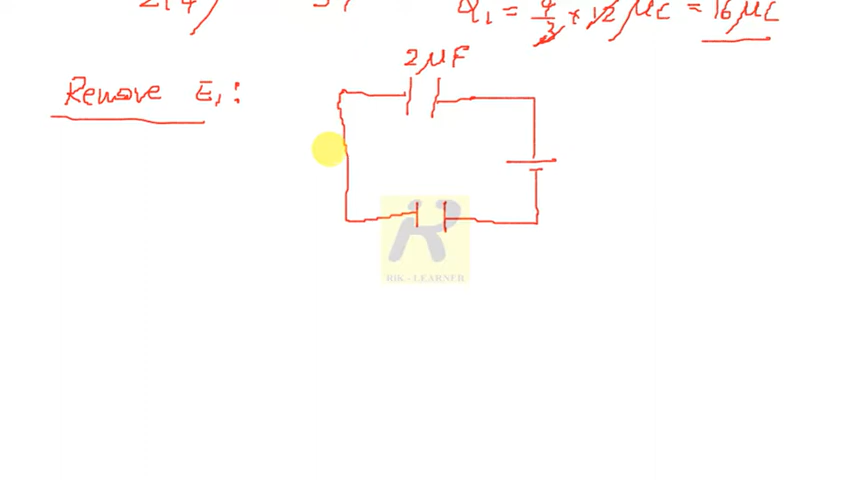 Q₁ = 4/3 × 12 μC = 16 μC
2μF
Remove E₁:
RIK - LEARNER